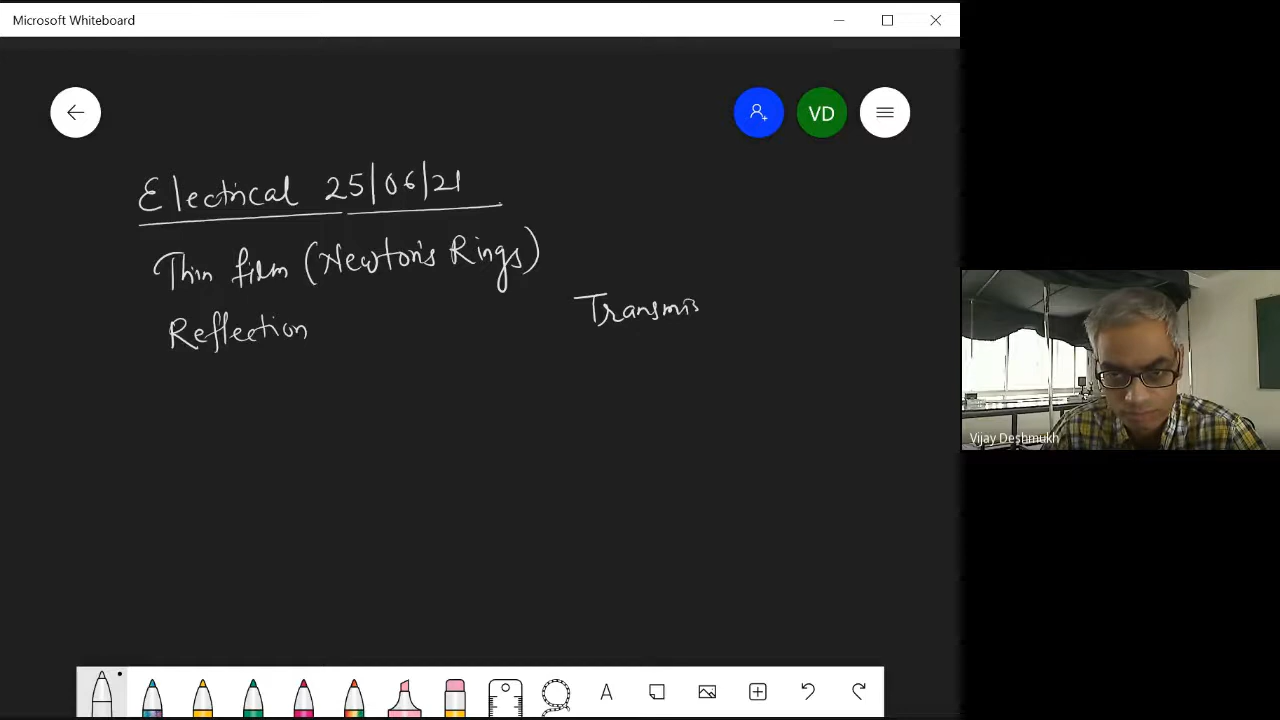 Microsoft Whiteboard
VD
Electrical 25/06/21
Thin film (Newton's Rings)
Reflection
Transmis
Vijay Deshmukh
A